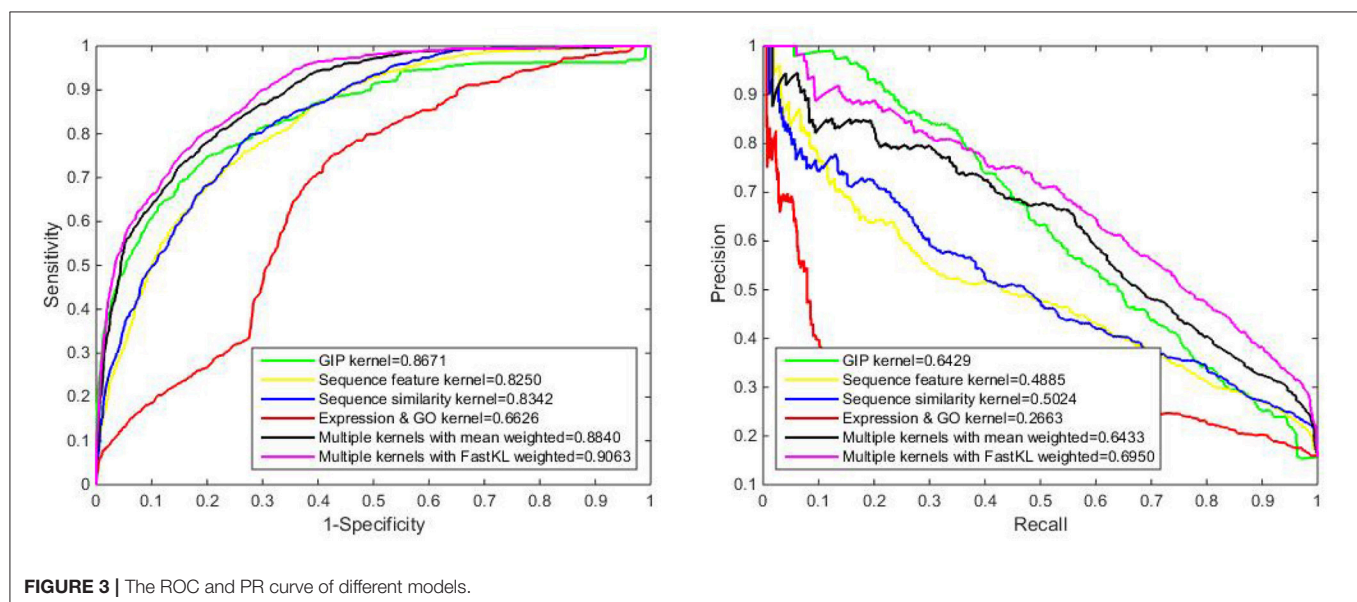 1
0.9
0.8
0.7
0.6
0.5
0.4
0.3
0.2
0.1
0
Sensitivity
GIP kernel=0.8671
Sequence feature kernel=0.8250
Sequence similarity kernel=0.8342
Expression & GO kernel=0.6626
Multiple kernels with mean weighted=0.8840
Multiple kernels with FastKL weighted=0.9063
0 0.1 0.2 0.3 0.4 0.5 0.6 0.7 0.8 0.9 1
1-Specificity
1
0.9
0.8
0.7
0.6
0.5
0.4
0.3
0.2
0.1
Precision
GIP kernel=0.6429
Sequence feature kernel=0.4885
Sequence similarity kernel=0.5024
Expression & GO kernel=0.2663
Multiple kernels with mean weighted=0.6433
Multiple kernels with FastKL weighted=0.6950
0 0.1 0.2 0.3 0.4 0.5 0.6 0.7 0.8 0.9 1
Recall
FIGURE 3 | The ROC and PR curve of different models.